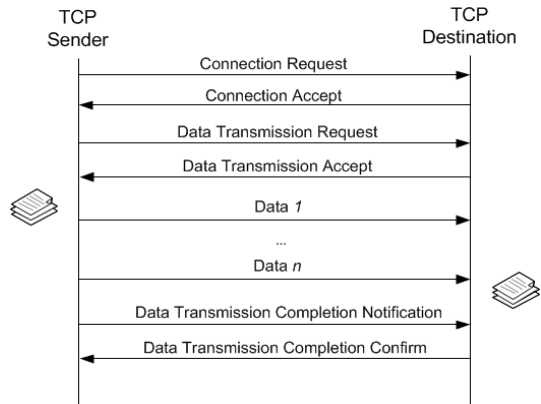 TCP
Sender
TCP
Destination
Connection Request
Connection Accept
Data Transmission Request
Data Transmission Accept
Data 1
...
Data n
Data Transmission Completion Notification
Data Transmission Completion Confirm